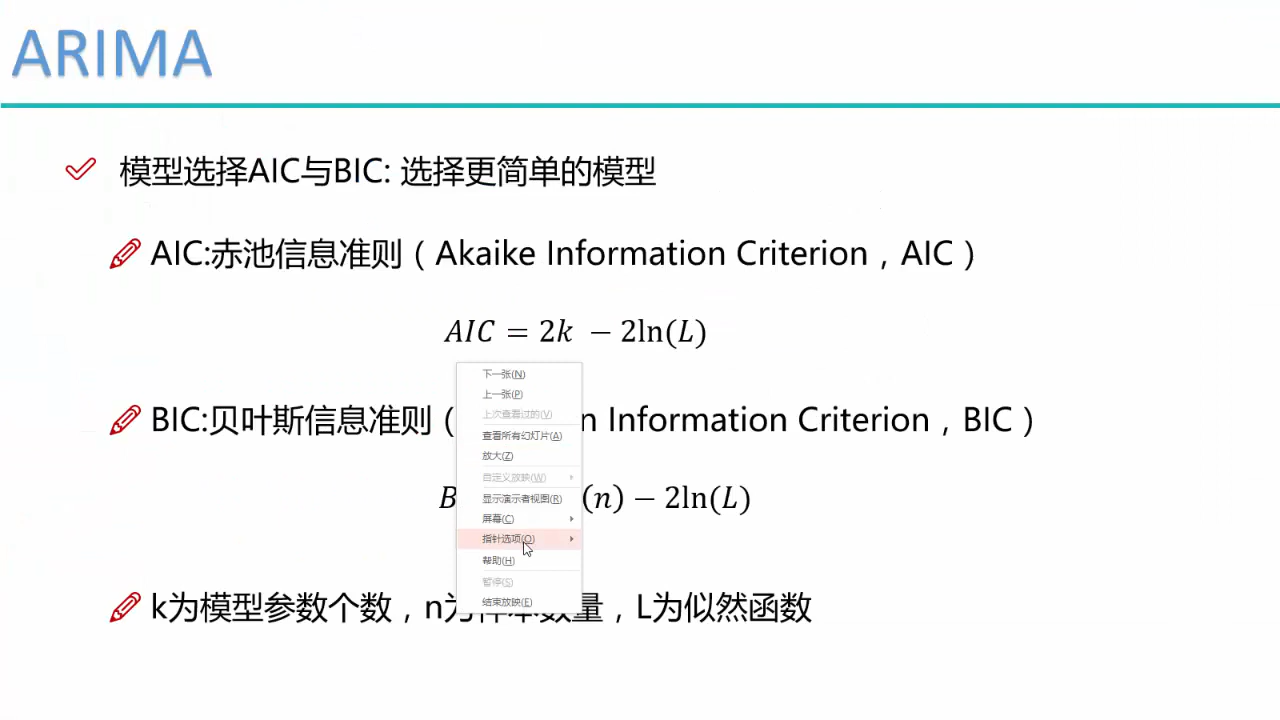 ARIMA
模型选择AIC与BIC: 选择更简单的模型
AIC:赤池信息准则（Akaike Information Criterion，AIC）
AIC = 2k − 2ln(L)
下一张(N)
上一张(P)
上次查看过的(V)
BIC:贝叶斯信息准则（ n Information Criterion，BIC）
查看所有幻灯片(A)
放大(Z)
自定义放映(W)
B (n) − 2ln(L)
显示演示者视图(R)
屏幕(C)
指针选项(O)
帮助(H)
暂停(S)
结束放映(E)
k为模型参数个数，n为 数量，L为似然函数